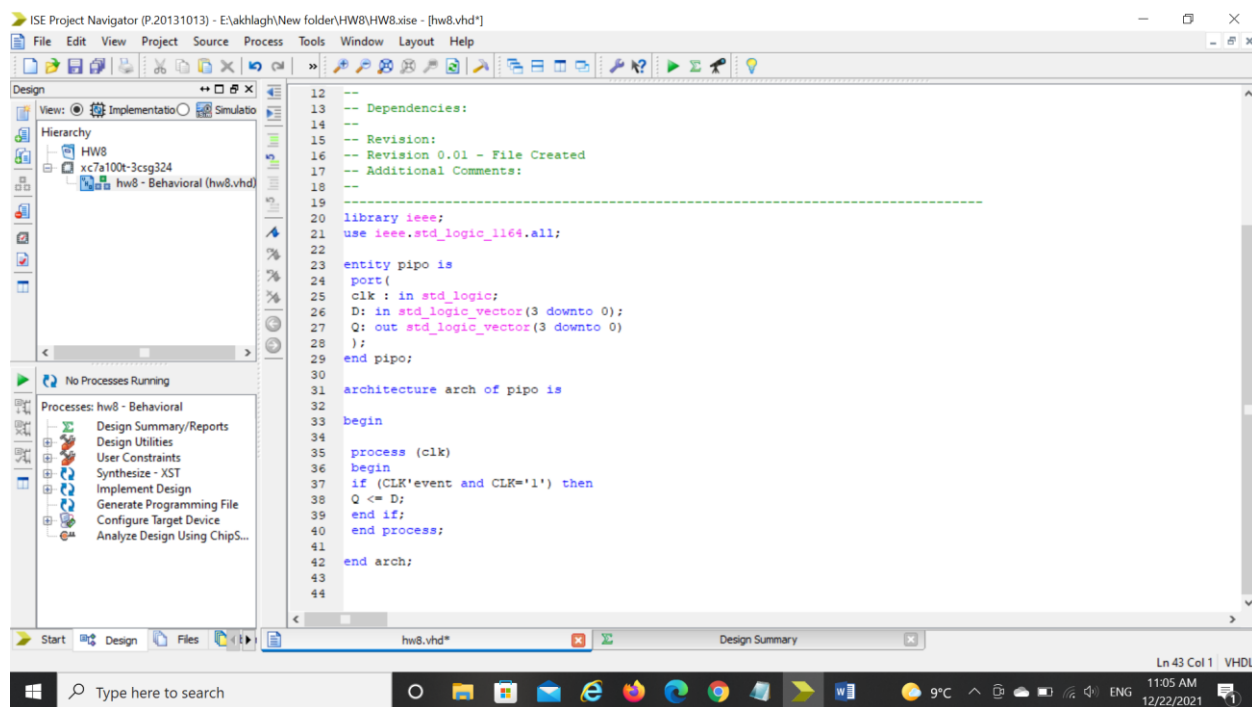 ISE Project Navigator (P.20131013) - E:\akhlagh\New folder\HW8\HW8.xise - [hw8.vhd*]
File Edit View Project Source Process Tools Window Layout Help
Design
View: Implementatio Simulatio
Hierarchy
HW8
xc7a100t-3csg324
hw8 - Behavioral (hw8.vhd)
No Processes Running
Processes: hw8 - Behavioral
Design Summary/Reports
Design Utilities
User Constraints
Synthesize - XST
Implement Design
Generate Programming File
Configure Target Device
Analyze Design Using ChipS...
Start Design Files
12 --
13 -- Dependencies:
14 --
15 -- Revision:
16 -- Revision 0.01 - File Created
17 -- Additional Comments:
18 --
19 ----------------------------------------------------------------------------------
20 library ieee;
21 use ieee.std_logic_1164.all;
22
23 entity pipo is
24 port(
25 clk : in std_logic;
26 D: in std_logic_vector(3 downto 0);
27 Q: out std_logic_vector(3 downto 0)
28 );
29 end pipo;
30
31 architecture arch of pipo is
32
33 begin
34
35 process (clk)
36 begin
37 if (CLK'event and CLK='1') then
38 Q <= D;
39 end if;
40 end process;
41
42 end arch;
43
44
hw8.vhd* Design Summary
Ln 43 Col 1 VHDL
Type here to search
9°C ENG 11:05 AM
12/22/2021